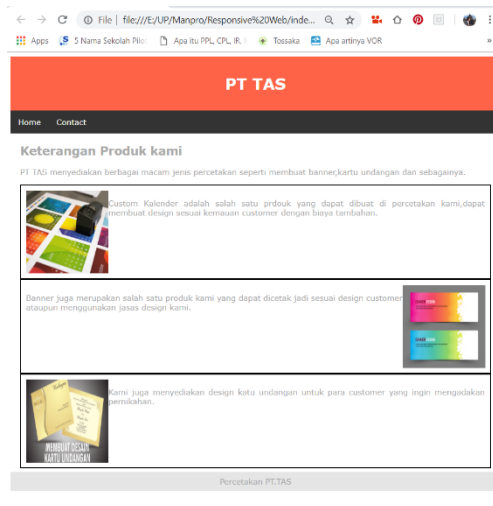 File | file:///E:/UP/Manpro/Responsive%20Web/inde...
Apps 5 Nama Sekolah Pilo Apa itu PPL, CPL, IR, Tossaka Apa artinya VOR
PT TAS
Home Contact
Keterangan Produk kami
PT TAS menyediakan berbagai macam jenis percetakan seperti membuat banner,kartu undangan dan sebagainya.
Custom Kalender adalah salah satu prdouk yang dapat dibuat di percetakan kami,dapat
membuat design sesuai kemauan customer dengan biaya tambahan.
Banner juga merupakan salah satu produk kami yang dapat dicetak jadi sesuai design customer
ataupun menggunakan jasas design kami.
Kami juga menyediakan design katu undangan untuk para customer yang ingin mengadakan
pernikahan.
MEMBUAT DESAIN
KARTU UNDANGAN
Percetakan PT.TAS